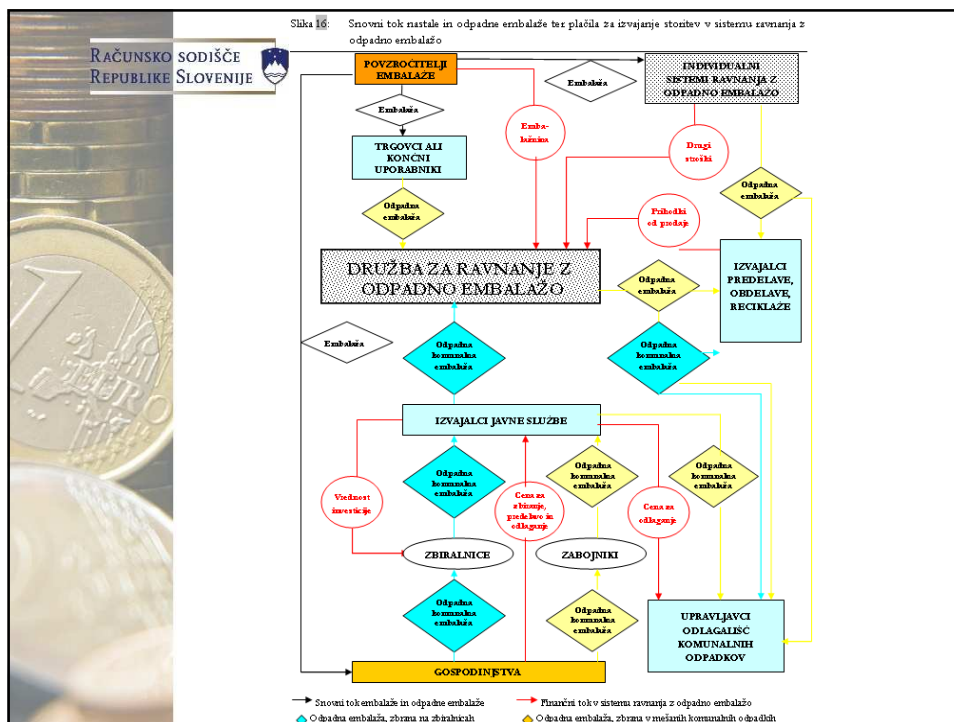 Slika 16: Snovni tok nastale in odpadne embalaže ter plačila za izvajanje storitev v sistemu ravnanja z
odpadno embalažo
RAČUNSKO SODIŠČE
REPUBLIKE SLOVENIJE
POVZROČITELJI
EMBALAŽE
INDIVIDUALNI
SISTEMI RAVNANJA Z
ODPADNO EMBALAŽO
Embalaža
Embalaža
Emba-
lažnina
Drugi
stroški
TRGOVCI ALI
KONČNI
UPORABNIKI
Odpadna
embalaža
Odpadna
embalaža
Prihodki
od prodaje
DRUŽBA ZA RAVNANJE Z
ODPADNO EMBALAŽO
Odpadna
embalaža
IZVAJALCI
PREDELAVE,
OBDELAVE,
RECIKLAŽE
Embalaža
Odpadna
komunalna
embalaža
Odpadna
komunalna
embalaža
IZVAJALCI JAVNE SLUŽBE
Odpadna
komunalna
embalaža
Odpadna
komunalna
embalaža
Odpadna
komunalna
embalaža
Vrednost
investicije
Cena za
zbiranje,
predelavo in
odlaganje
Cena za
odlaganje
ZBIRALNICE
ZABOJNIKI
Odpadna
komunalna
embalaža
Odpadna
komunalna
embalaža
UPRAVLJAVCI
ODLAGALIŠČ
KOMUNALNIH
ODPADKOV
GOSPODINJSTVA
Snovni tok embalaže in odpadne embalaže
Finančni tok v sistemu ravnanja z odpadno embalažo
Odpadna embalaža, zbrana na zbiralnicah
Odpadna embalaža, zbrana v mešanih komunalnih odpadkih
1
EURO